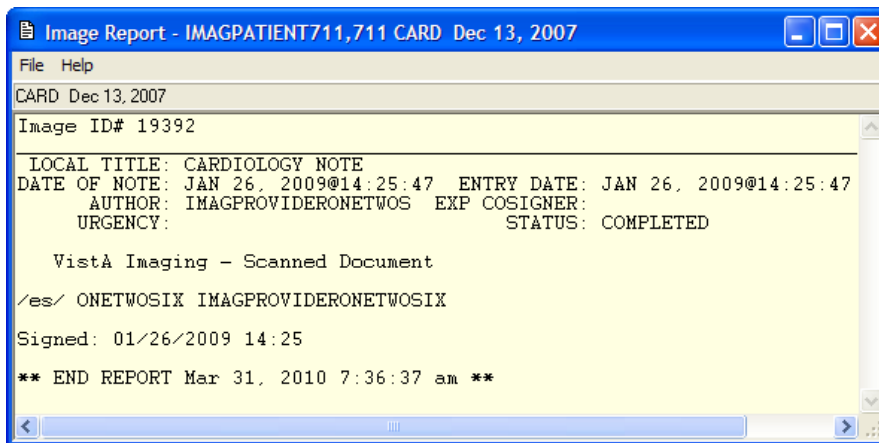 Image Report - IMAGPATIENT711,711 CARD Dec 13, 2007
File Help
CARD Dec 13, 2007
Image ID# 19392
LOCAL TITLE: CARDIOLOGY NOTE
DATE OF NOTE: JAN 26, 2009@14:25:47 ENTRY DATE: JAN 26, 2009@14:25:47
AUTHOR: IMAGPROVIDERONETWOS EXP COSIGNER:
URGENCY: STATUS: COMPLETED
VistA Imaging - Scanned Document
/es/ ONETWOSIX IMAGPROVIDERONETWOSIX
Signed: 01/26/2009 14:25
** END REPORT Mar 31, 2010 7:36:37 am **